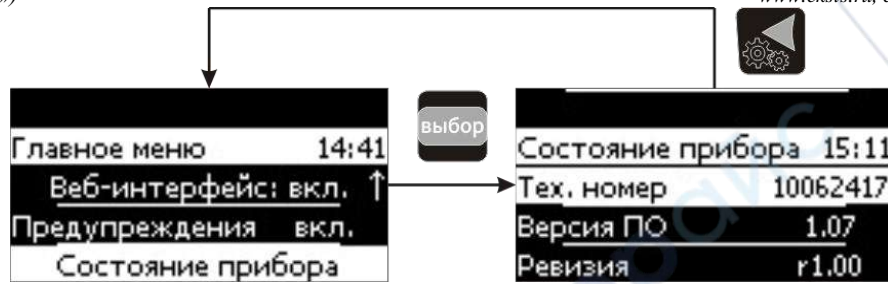 Главное меню 14:41
Веб-интерфейс: вкл. ↑
Предупреждения вкл.
Состояние прибора
выбор
Состояние прибора 15:11
Тех. номер 10062417
Версия ПО 1.07
Ревизия r1.00